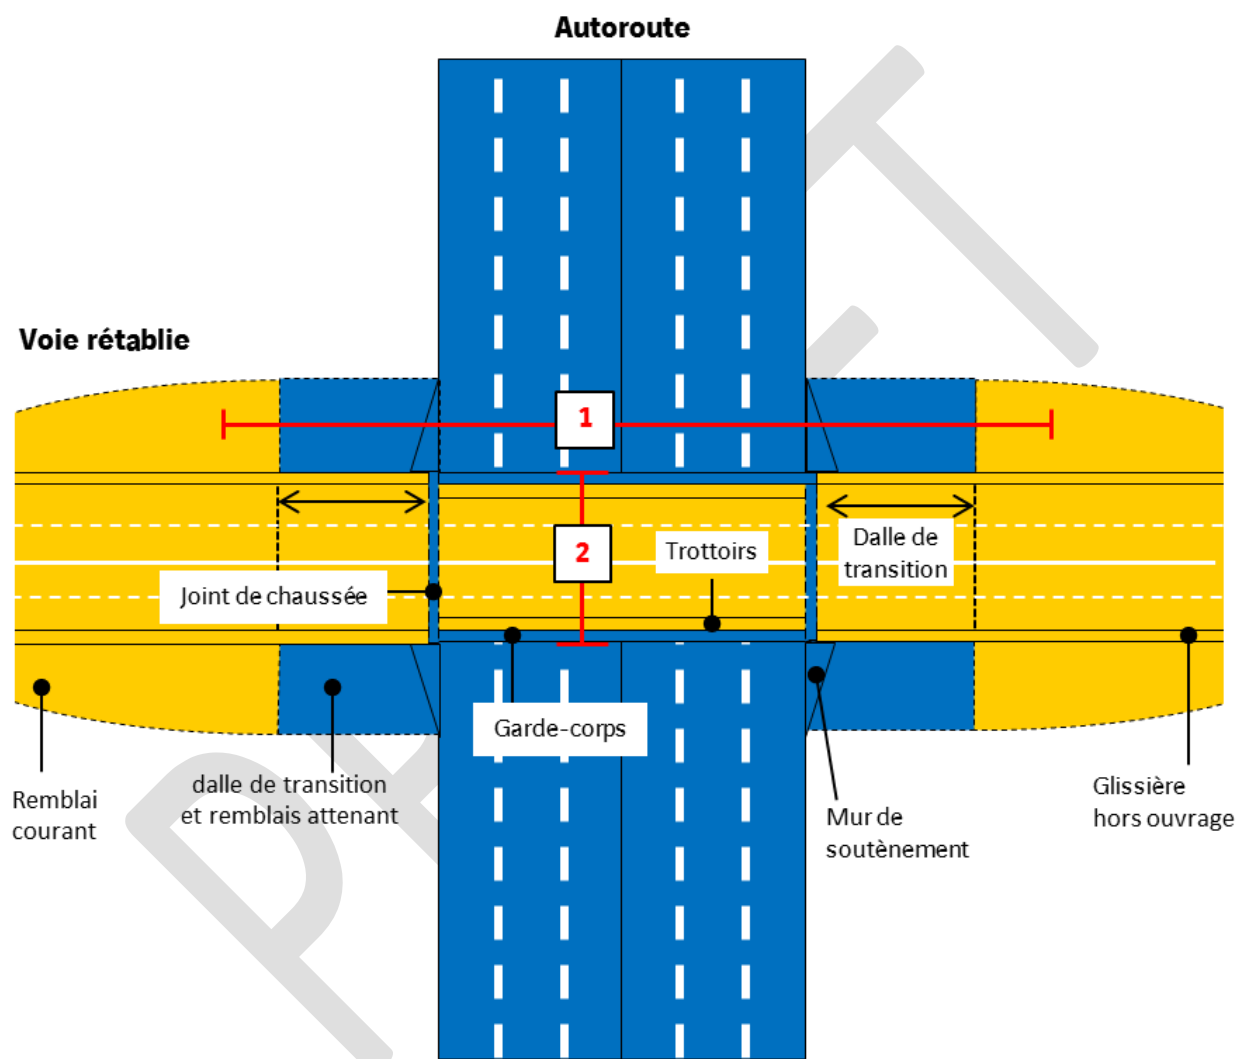 Autoroute
Voie rétablie
1
2
Trottoirs
Dalle de
transition
Joint de chaussée
Garde-corps
Remblai
courant
dalle de transition
et remblais attenant
Mur de
soutènement
Glissière
hors ouvrage